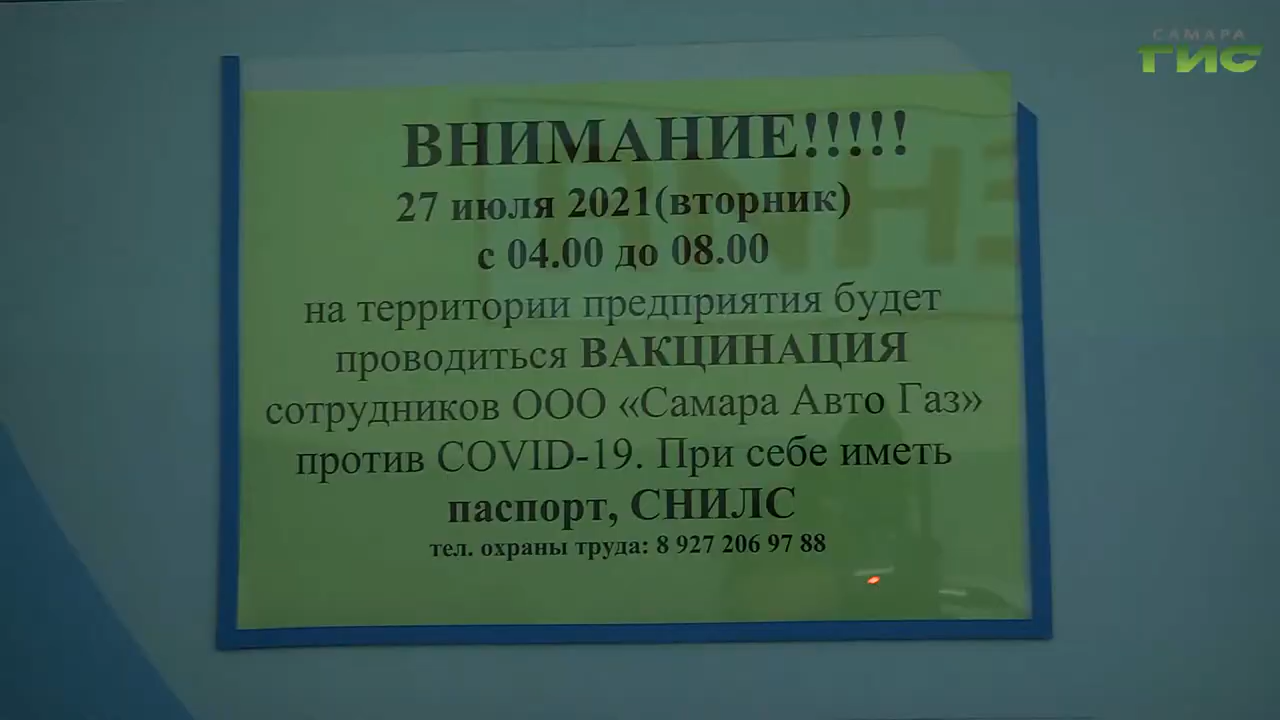 САМАРА
ГИС
ВНИМАНИЕ!!!!!
27 июля 2021(вторник)
с 04.00 до 08.00
на территории предприятия будет
проводиться ВАКЦИНАЦИЯ
сотрудников ООО «Самара Авто Газ»
против COVID-19. При себе иметь
паспорт, СНИЛС
тел. охраны труда: 8 927 206 97 88